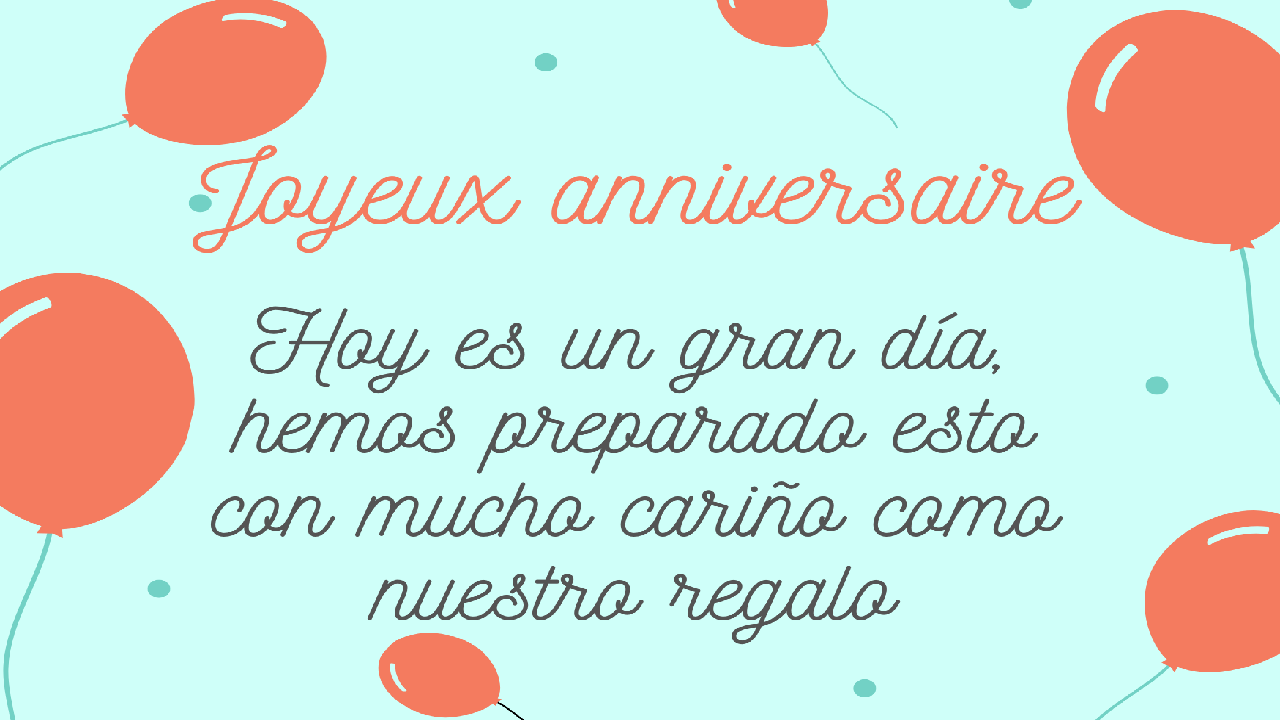 Joyeux anniversaire
Hoy es un gran día,
hemos preparado esto
con mucho cariño como
nuestro regalo